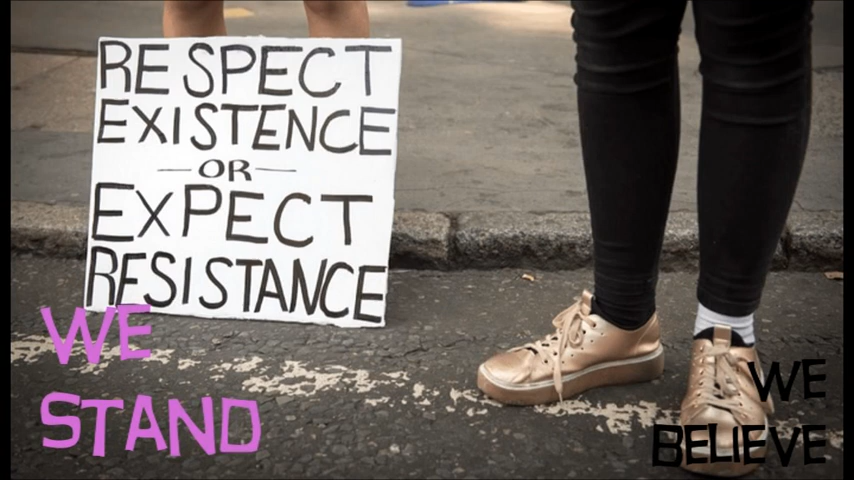 RESPECT
EXISTENCE
—OR—
EXPECT
RESISTANCE
WE
STAND
WE
BELIEVE